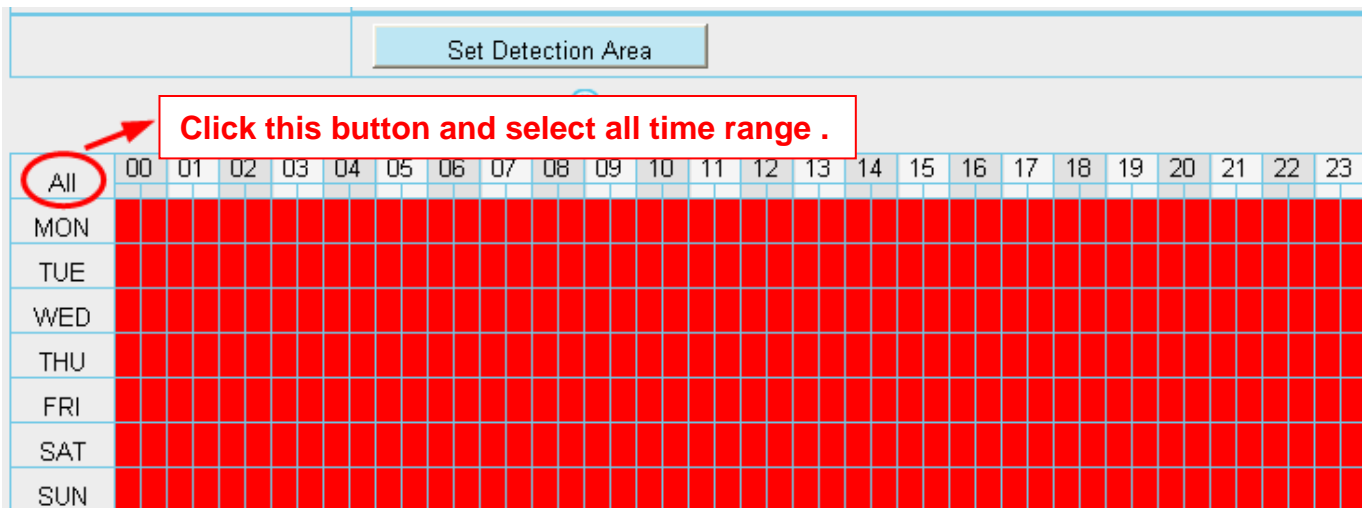 Set Detection Area
Click this button and select all time range .
All 00 01 02 03 04 05 06 07 08 09 10 11 12 13 14 15 16 17 18 19 20 21 22 23
MON
TUE
WED
THU
FRI
SAT
SUN